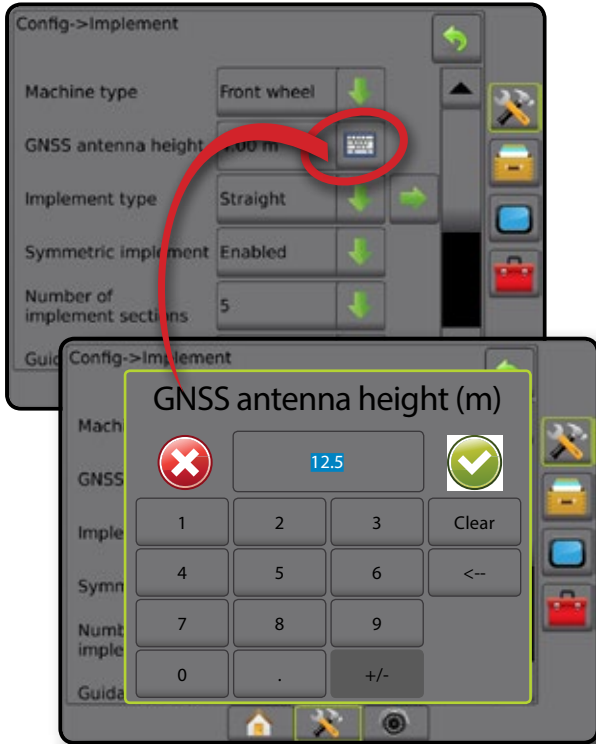 Config->Implement
Machine type Front wheel
GNSS antenna height .00 m
Implement type Straight
Symmetric implement Enabled
Number of
implement sections 5
Guid
Config->Implement
GNSS antenna height (m)
Mach
12.5
GNSS
1 2 3 Clear
Imple
4 5 6 <--
Symm
7 8 9
Numb
imple
0 . +/-
Guida